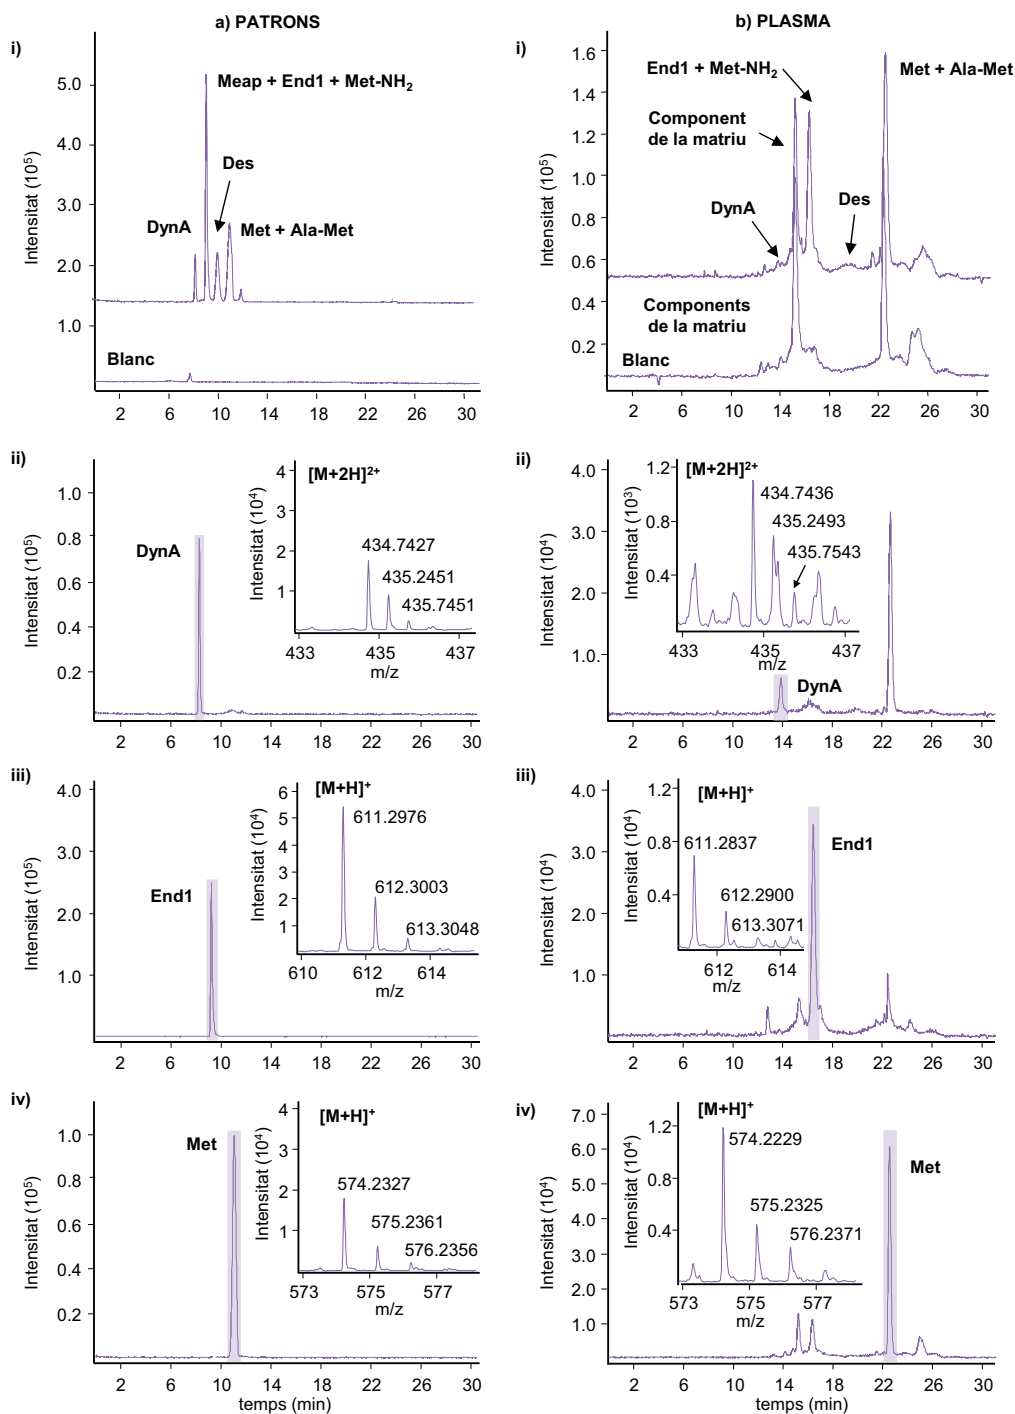 a) PATRONS
i)
Intensitat (10⁵)
5.0
4.0
3.0
2.0
1.0
Meap + End1 + Met-NH₂
Des
DynA
Met + Ala-Met
Blanc
2 6 10 14 18 22 26 30
b) PLASMA
i)
Intensitat (10⁵)
1.6
1.4
1.2
1.0
0.8
0.6
0.4
0.2
End1 + Met-NH₂
Met + Ala-Met
Component
de la matriu
DynA
Des
Components
de la matriu
Blanc
2 6 10 14 18 22 26 30
ii)
Intensitat (10⁵)
1.0
0.8
0.6
0.4
0.2
DynA
Intensitat (10⁴)
4
3
2
1
[M+2H]²⁺
434.7427
435.2451
435.7451
433 435 437
m/z
2 6 10 14 18 22 26 30
ii)
Intensitat (10⁴)
4.0
3.0
2.0
1.0
Intensitat (10³)
1.2
0.8
0.4
[M+2H]²⁺
434.7436
435.2493
435.7543
433 435 437
m/z
DynA
2 6 10 14 18 22 26 30
iii)
Intensitat (10⁵)
4.0
3.0
2.0
1.0
End1
Intensitat (10⁴)
6
5
4
3
2
1
[M+H]⁺
611.2976
612.3003
613.3048
610 612 614
m/z
2 6 10 14 18 22 26 30
iii)
Intensitat (10⁴)
4.0
3.0
2.0
1.0
Intensitat (10⁴)
1.2
0.8
0.4
[M+H]⁺
611.2837
612.2900
613.3071
612 614
m/z
End1
2 6 10 14 18 22 26 30
iv)
Intensitat (10⁵)
1.0
0.8
0.6
0.4
0.2
Met
Intensitat (10⁴)
4
3
2
1
[M+H]⁺
574.2327
575.2361
576.2356
573 575 577
m/z
2 6 10 14 18 22 26 30
temps (min)
iv)
Intensitat (10⁴)
7.0
6.0
5.0
4.0
3.0
2.0
1.0
Intensitat (10⁴)
1.2
0.8
0.4
[M+H]⁺
574.2229
575.2325
576.2371
573 575 577
m/z
Met
2 6 10 14 18 22 26 30
temps (min)